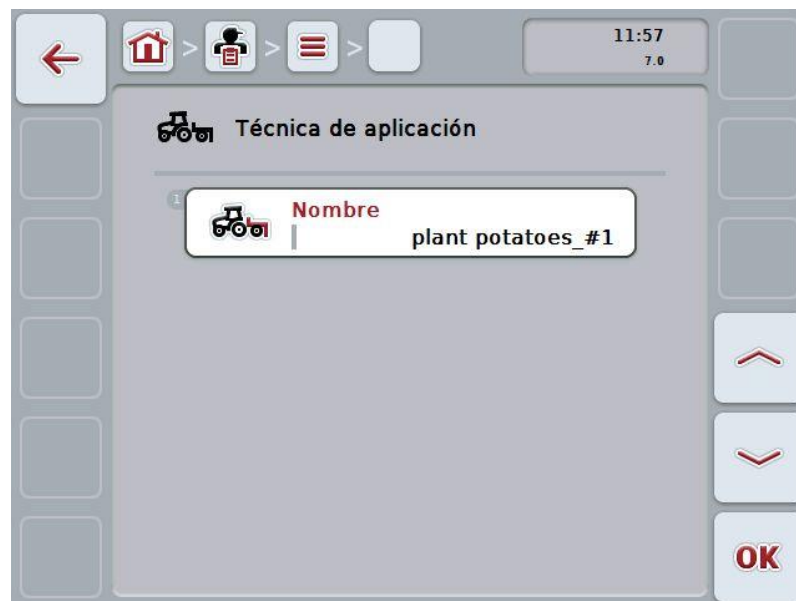 > > >
11:57
7.0
Técnica de aplicación
1
Nombre
plant potatoes_#1
OK